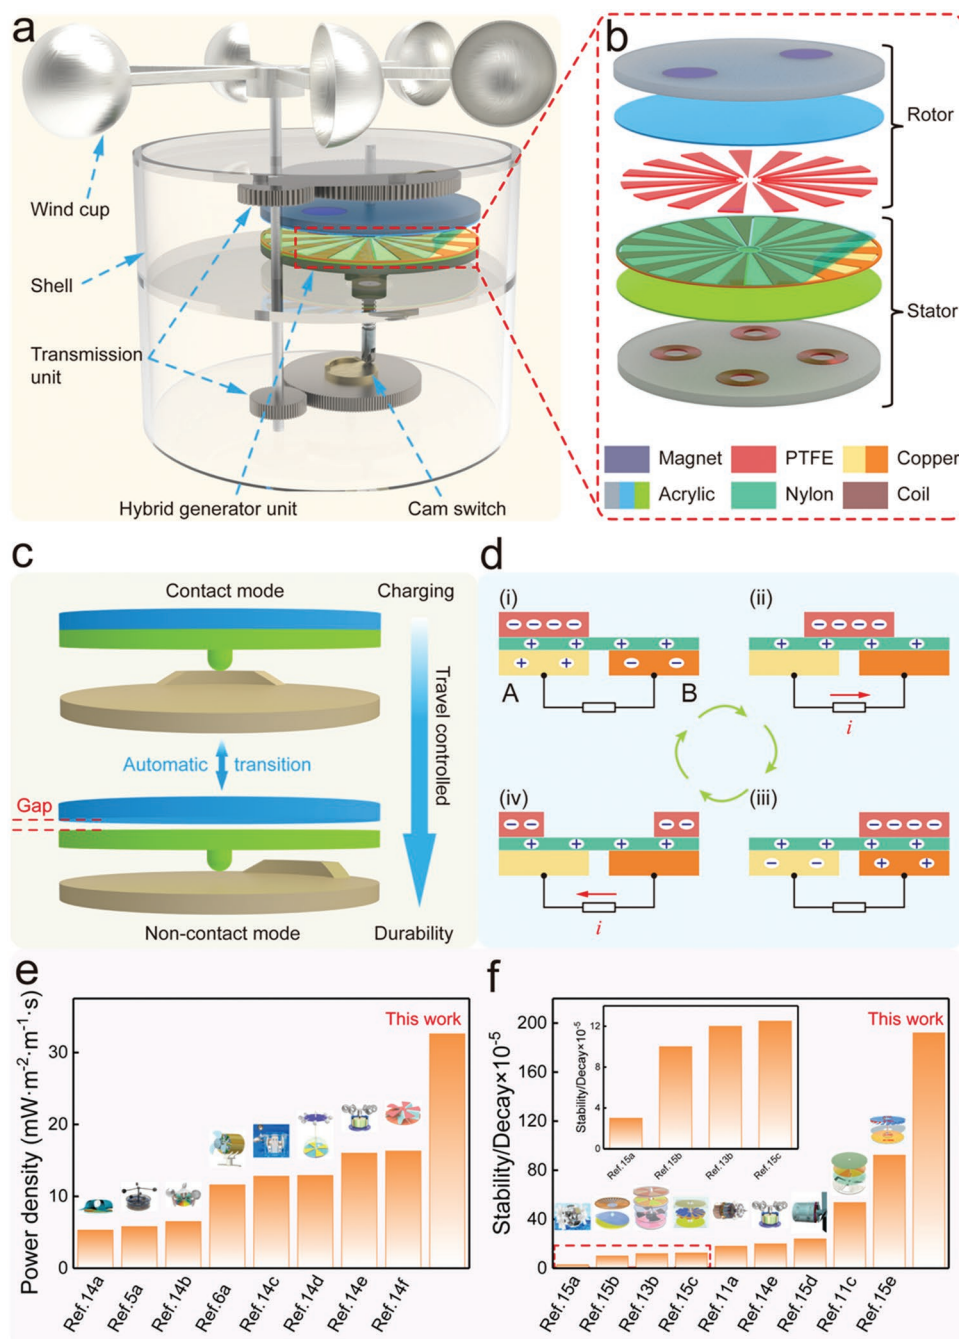 a
Wind cup
Shell
Transmission
unit
Hybrid generator unit
Cam switch
b
Rotor
Stator
Magnet
PTFE
Copper
Acrylic
Nylon
Coil
c
Contact mode
Charging
Automatic transition
Travel controlled
Gap
Non-contact mode
Durability
d
(i)
(ii)
A
B
i
(iv)
(iii)
i
e
Power density (mW·m⁻²·m⁻¹·s)
This work
30
20
10
0
Ref.14a
Ref.5a
Ref.14b
Ref.6a
Ref.14c
Ref.14d
Ref.14e
Ref.14f
f
Stability/Decay×10⁻⁵
This work
200
160
120
80
40
0
Stability/Decay×10⁻⁵
12
8
4
0
Ref.15a
Ref.15b
Ref.13b
Ref.15c
Ref.15a
Ref.15b
Ref.13b
Ref.15c
Ref.11a
Ref.14e
Ref.15d
Ref.11c
Ref.15e